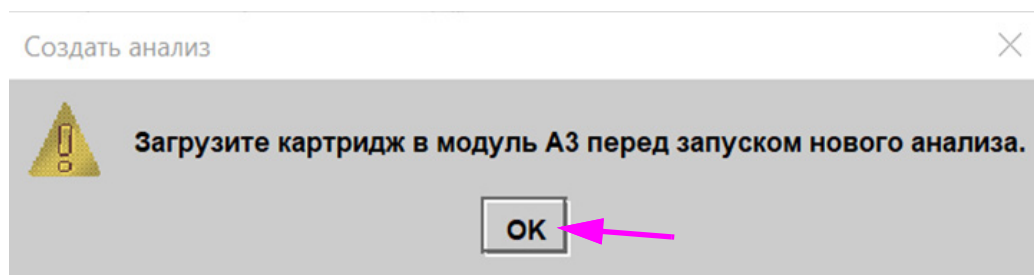 Создать анализ
Загрузите картридж в модуль A3 перед запуском нового анализа.
OK